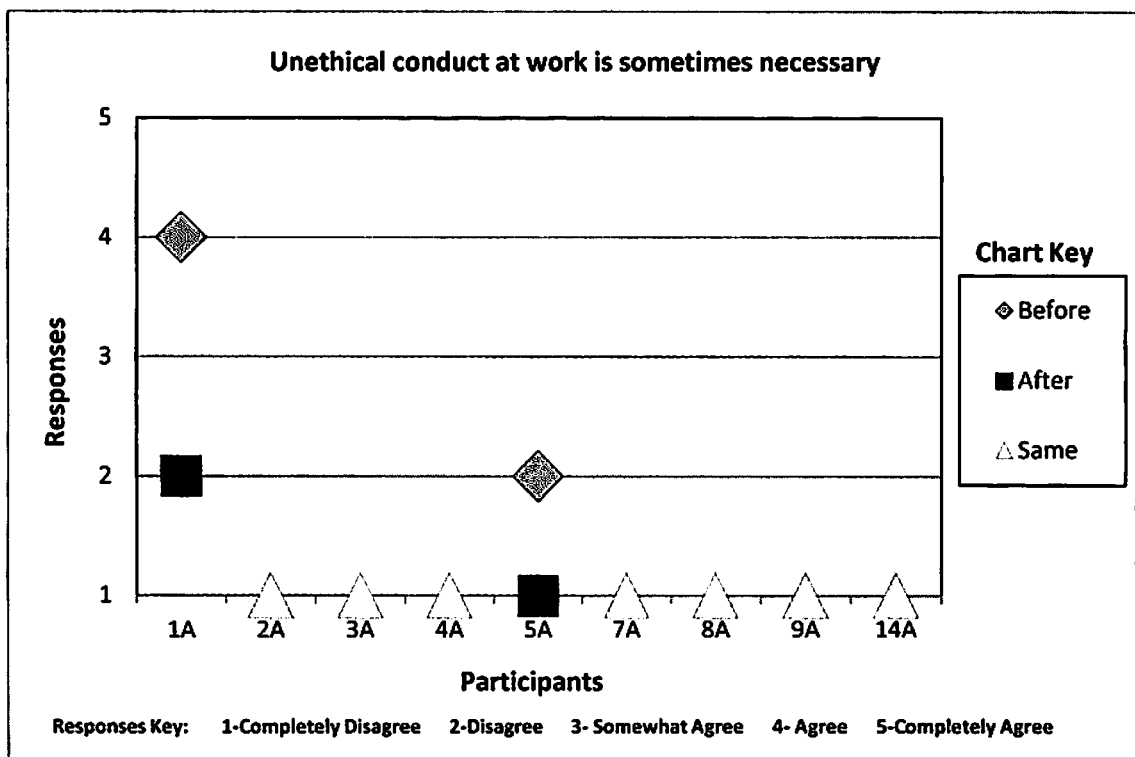 Unethical conduct at work is sometimes necessary
5
4
3
2
1
Responses
1A 2A 3A 4A 5A 7A 8A 9A 14A
Participants
Chart Key
Before
After
Same
Responses Key: 1-Completely Disagree 2-Disagree 3- Somewhat Agree 4- Agree 5-Completely Agree